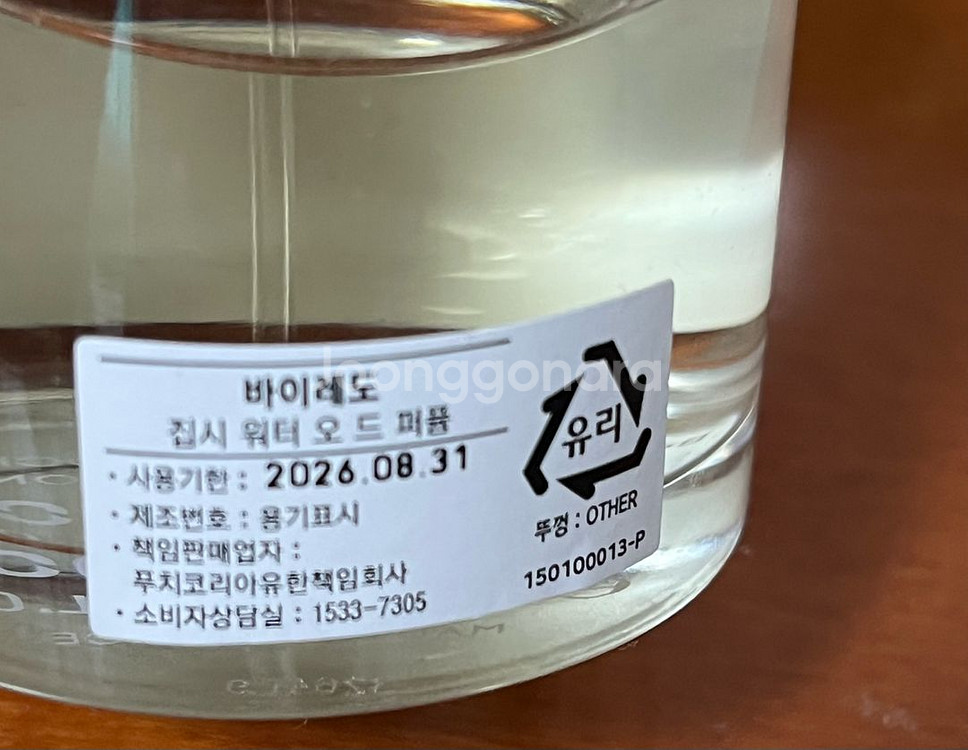 joonggonara
바이레도
집시 워터 오 드 퍼퓸
· 사용기한 : 2026.08.31
· 제조번호 : 용기표시
· 책임판매업자 :
푸치코리아유한책임회사
· 소비자상담실 : 1533-7305
유리
뚜껑 : OTHER
150100013-P